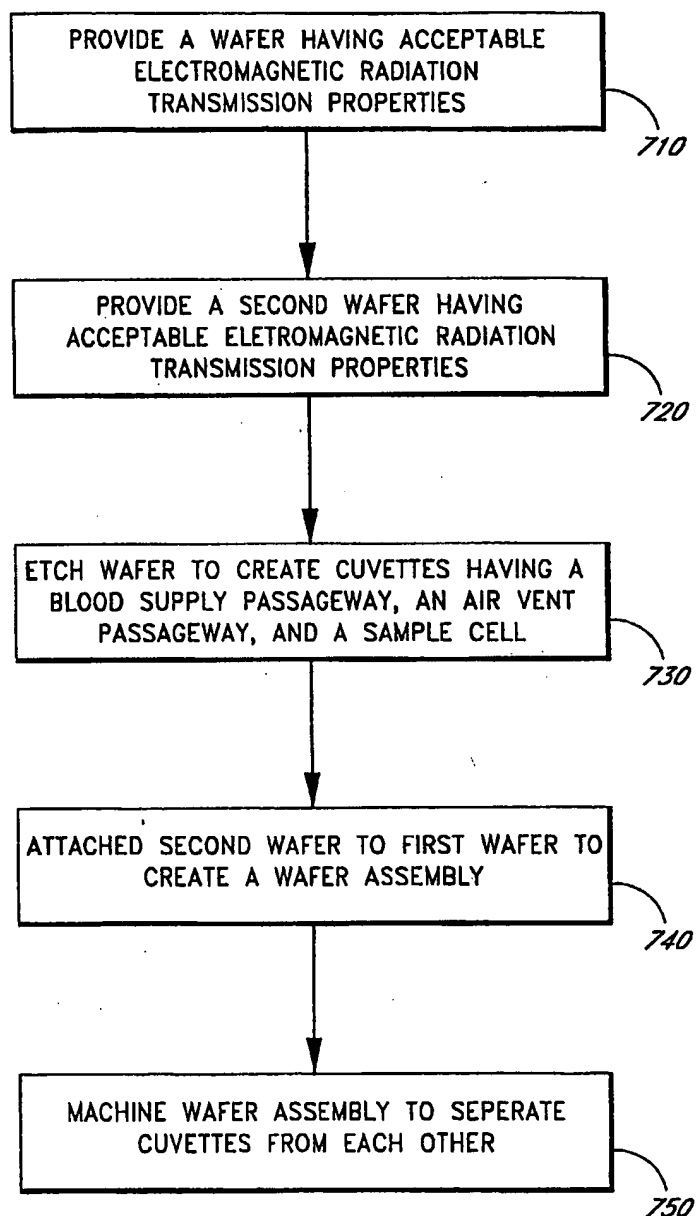 PROVIDE A WAFER HAVING ACCEPTABLE
ELECTROMAGNETIC RADIATION
TRANSMISSION PROPERTIES
710
PROVIDE A SECOND WAFER HAVING
ACCEPTABLE ELETROMAGNETIC RADIATION
TRANSMISSION PROPERTIES
720
ETCH WAFER TO CREATE CUVETTES HAVING A
BLOOD SUPPLY PASSAGEWAY, AN AIR VENT
PASSAGEWAY, AND A SAMPLE CELL
730
ATTACHED SECOND WAFER TO FIRST WAFER TO
CREATE A WAFER ASSEMBLY
740
MACHINE WAFER ASSEMBLY TO SEPERATE
CUVETTES FROM EACH OTHER
750